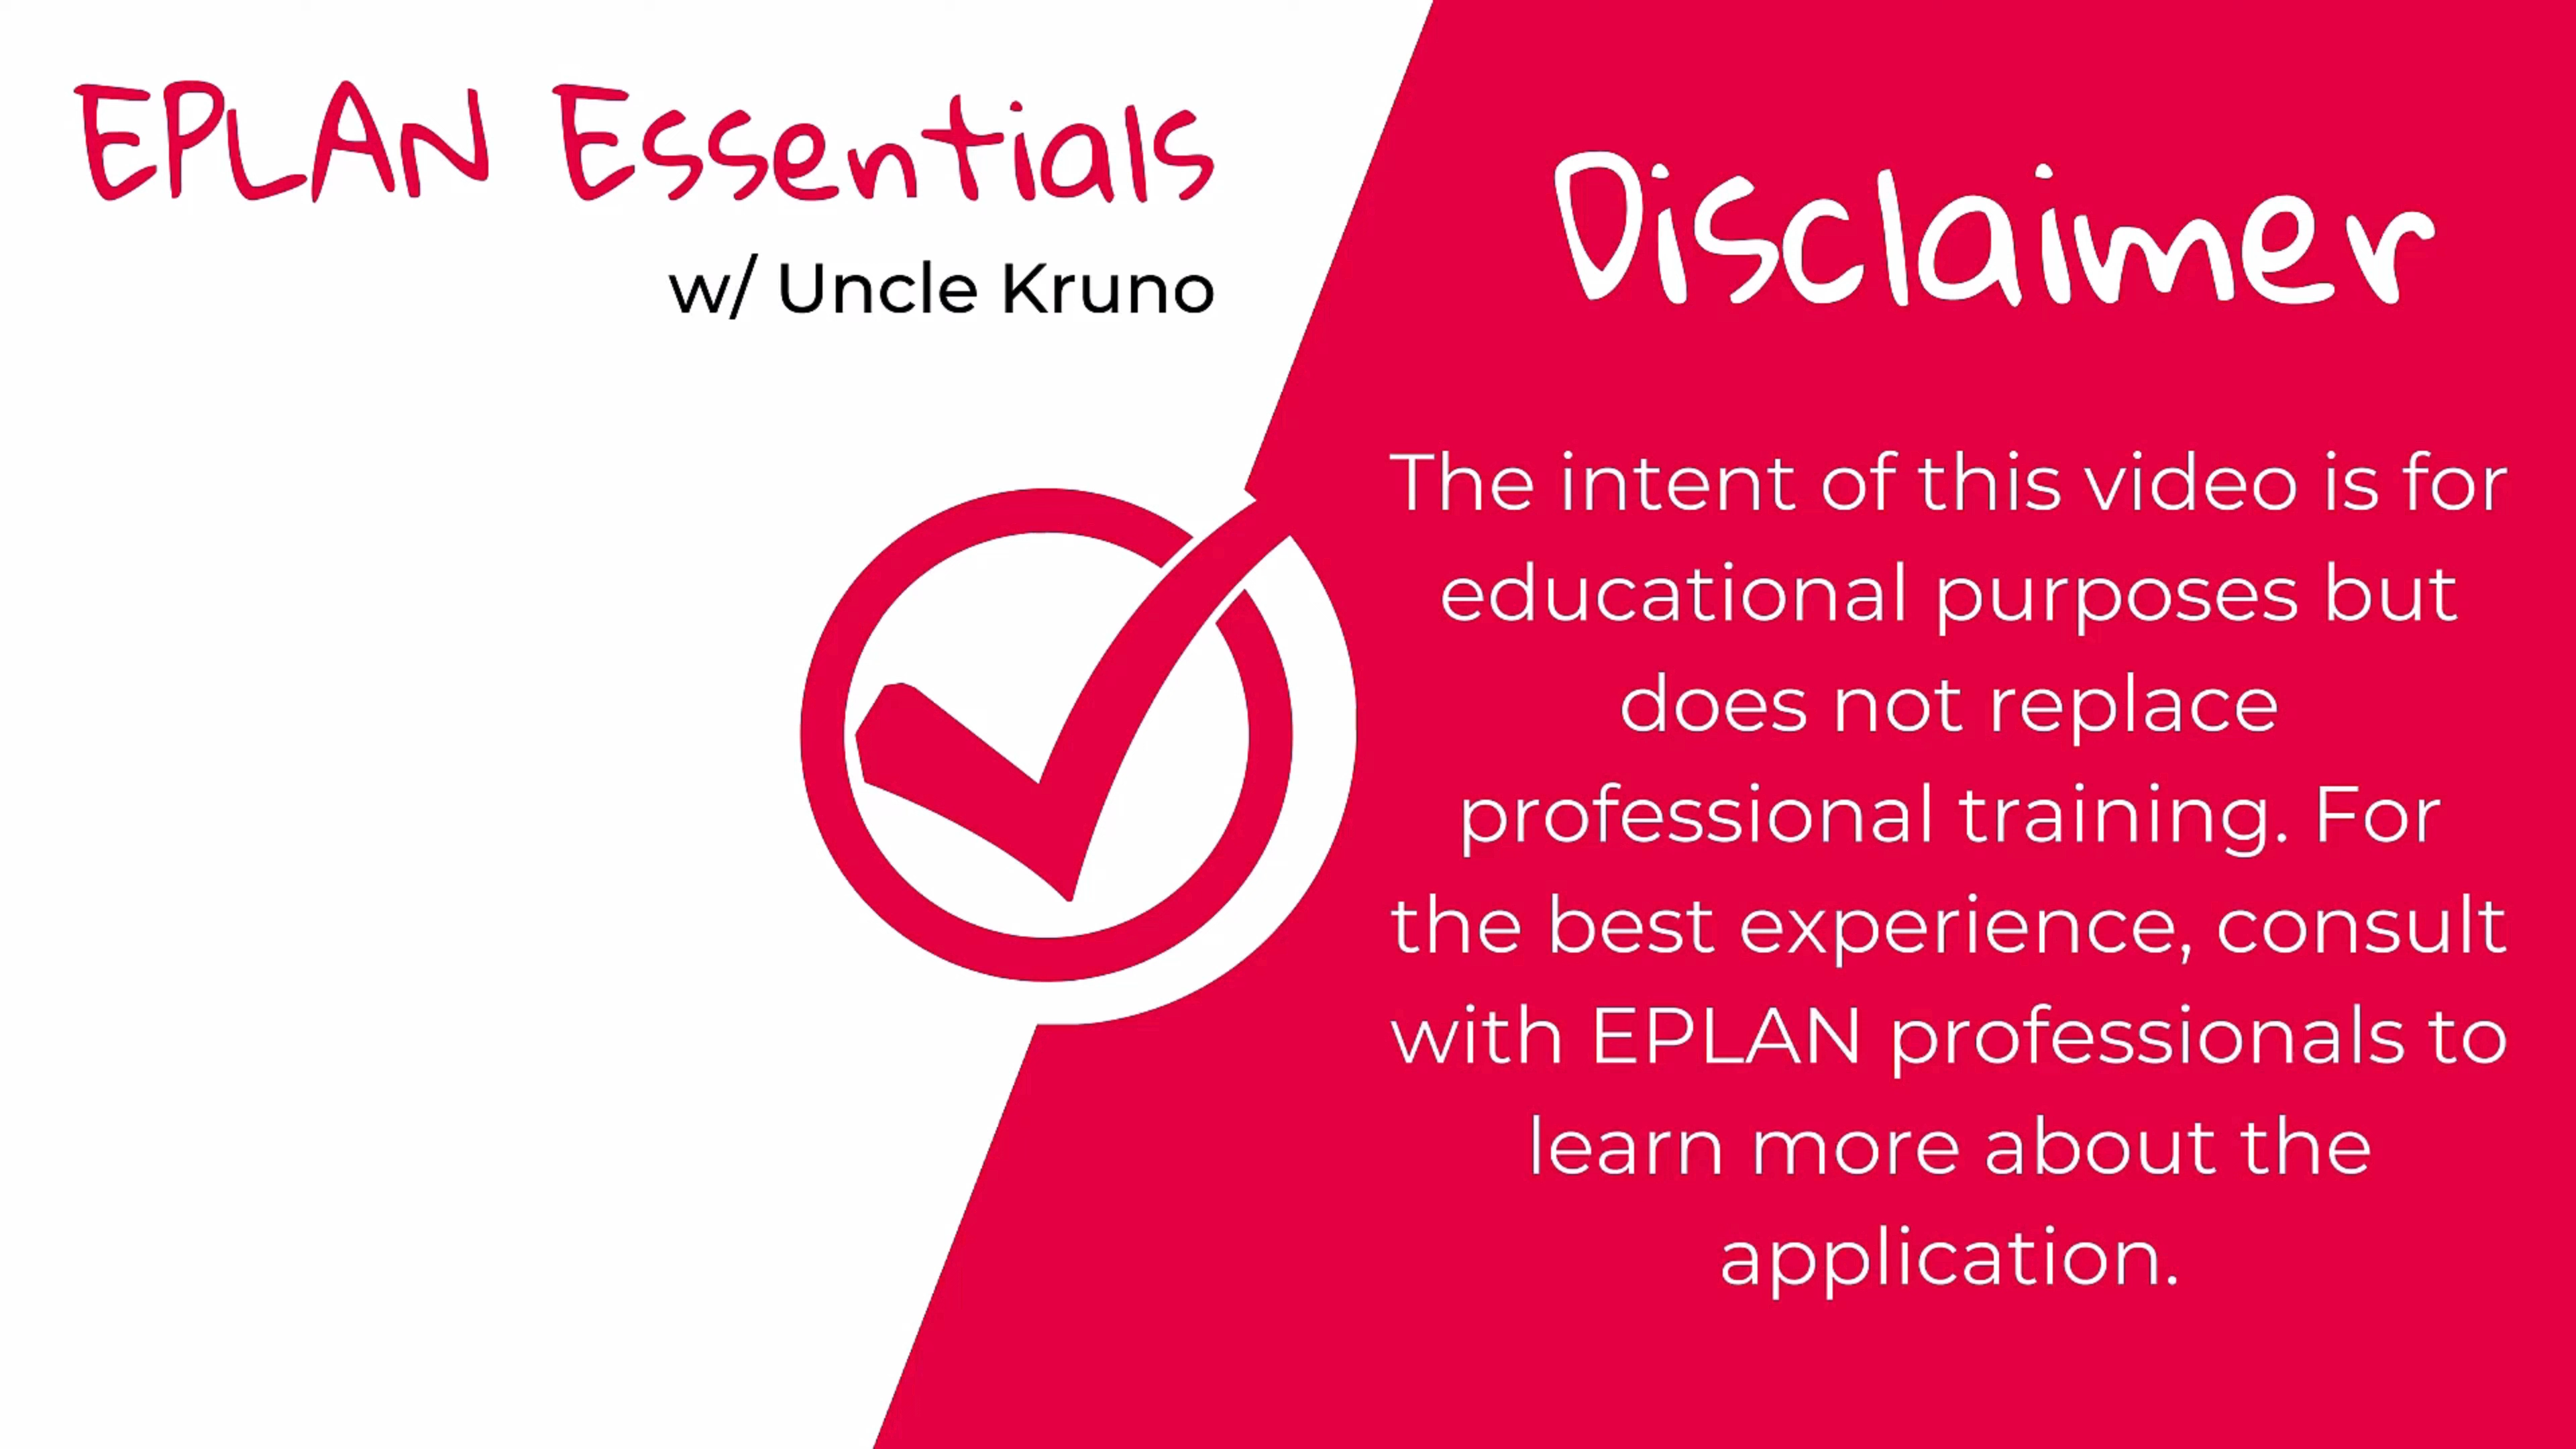 EPLAN Essentials
w/ Uncle Kruno
Disclaimer
The intent of this video is for
educational purposes but
does not replace
professional training. For
the best experience, consult
with EPLAN professionals to
learn more about the
application.